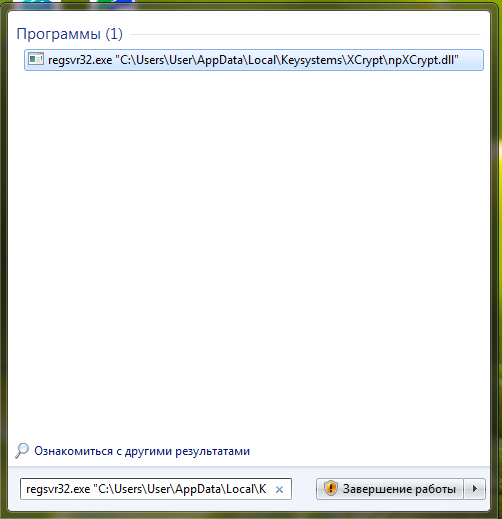 Программы (1)
regsvr32.exe "C:\Users\User\AppData\Local\Keysystems\XCrypt\npXCrypt.dll"
Ознакомиться с другими результатами
regsvr32.exe "C:\Users\User\AppData\Local\K
Завершение работы